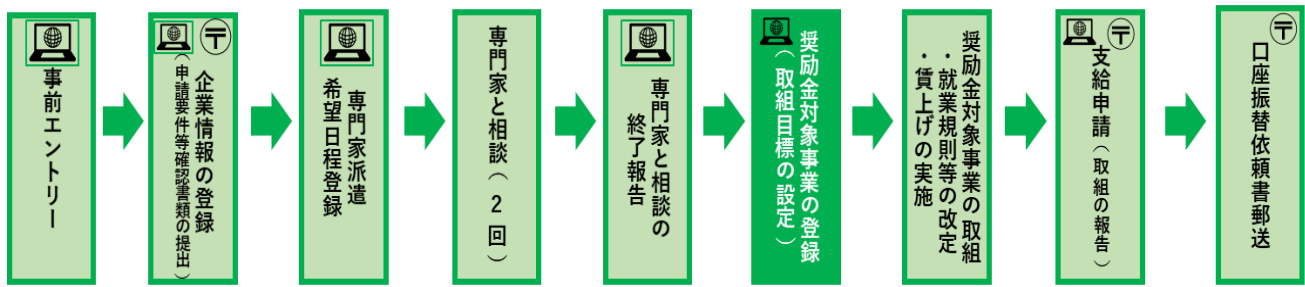 事前エントリー
〒
企業情報の登録
（申請要件等確認書類の提出）
専門家派遣
希望日程登録
専門家と相談（２回）
専門家と相談の
終了報告
奨励金対象事業の登録
（取組目標の設定）
奨励金対象事業の取組
・就業規則等の改定
・賃上げの実施
〒
支給申請（取組の報告）
〒
口座振替依頼書郵送